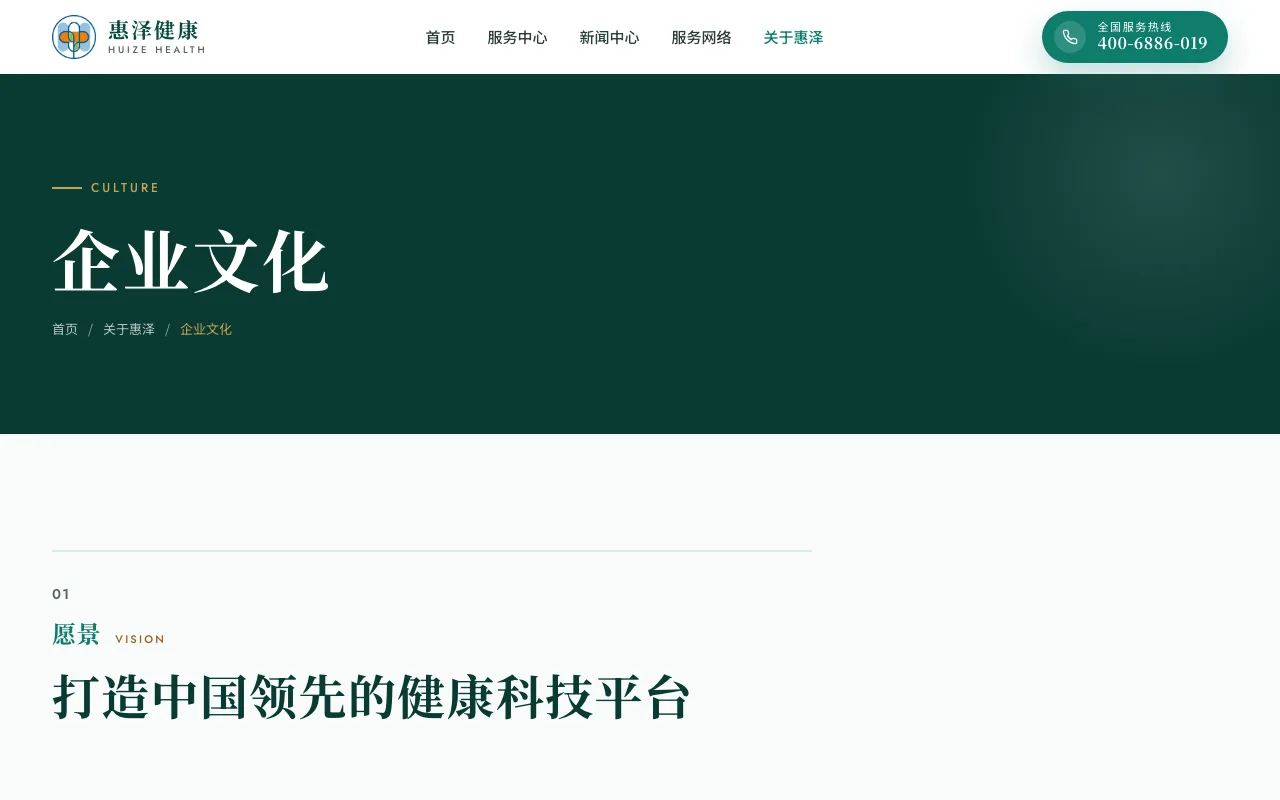 惠泽健康
HUIZE HEALTH
首页 服务中心 新闻中心 服务网络 关于惠泽
全国服务热线
400-6886-019
CULTURE
企业文化
首页 / 关于惠泽 / 企业文化
01
愿景 VISION
打造中国领先的健康科技平台